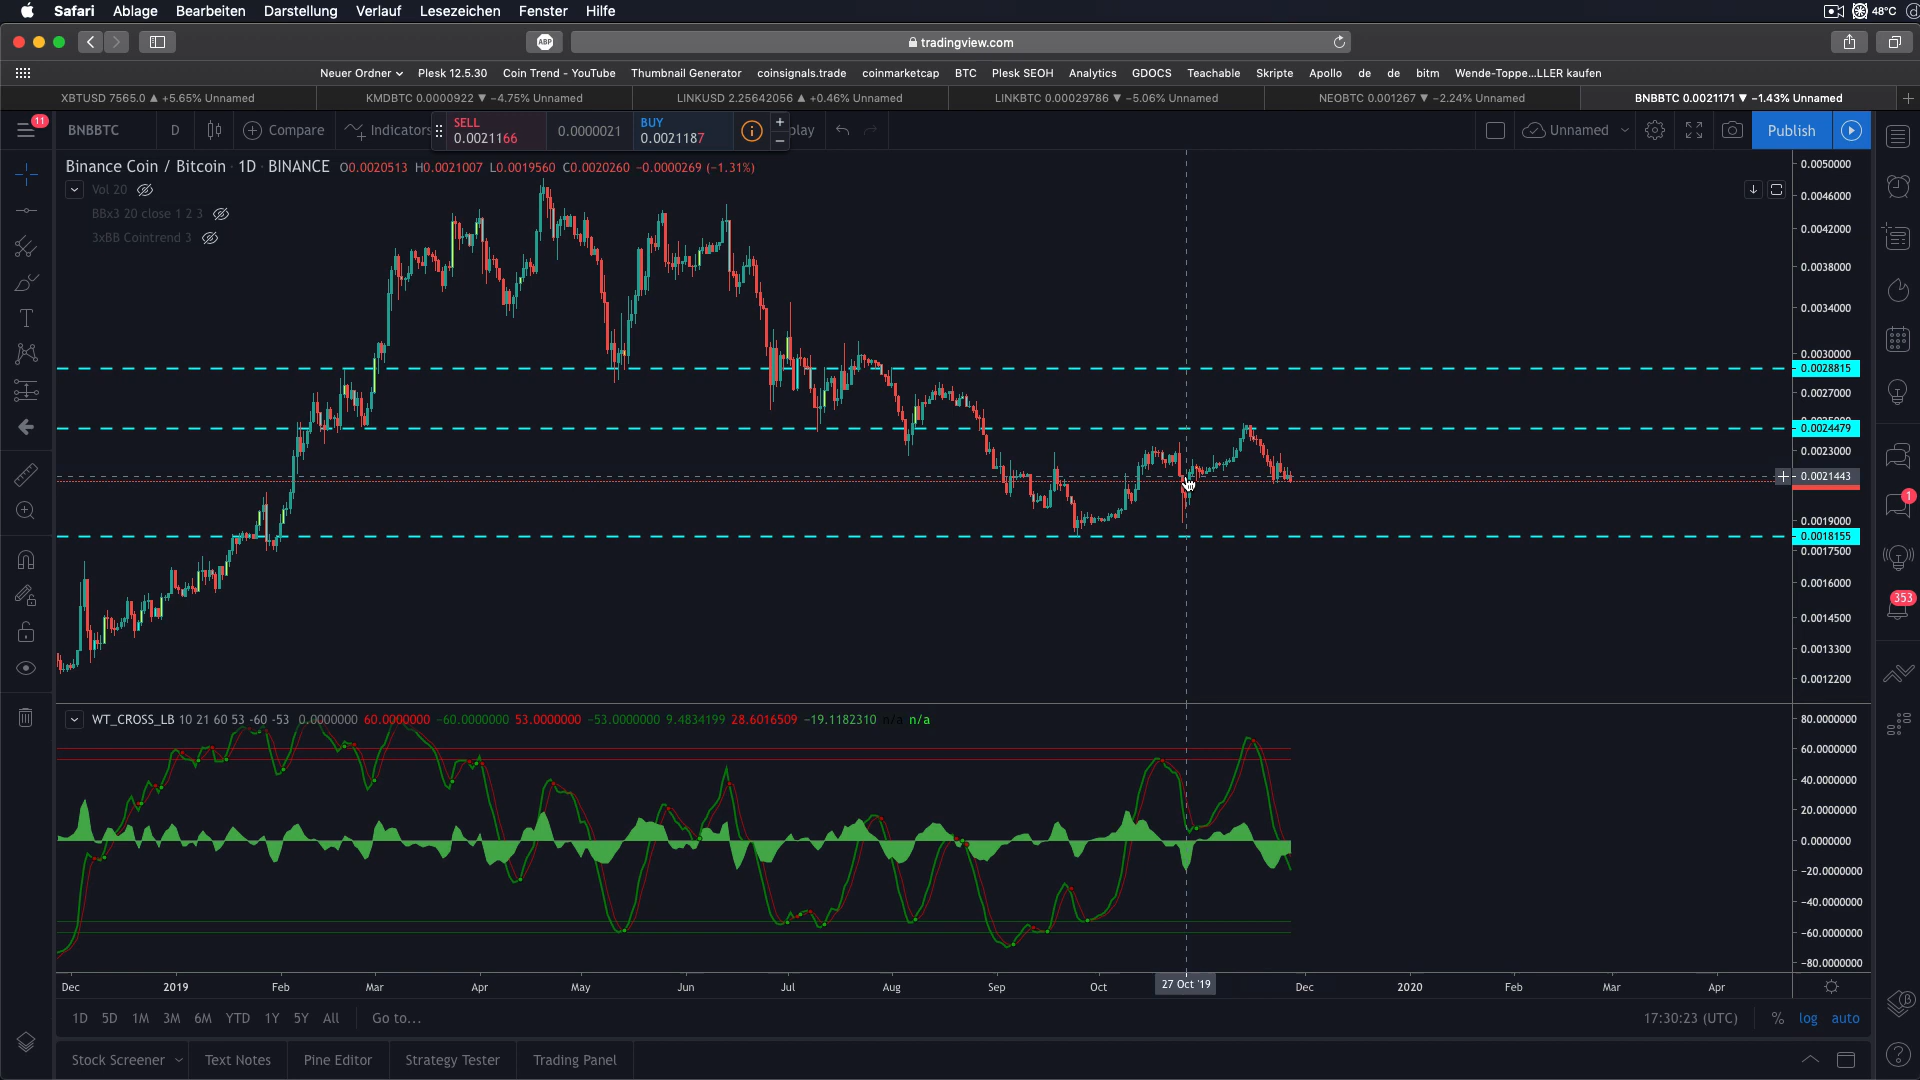 Safari Ablage Bearbeiten Darstellung Verlauf Lesezeichen Fenster Hilfe 48°C
ABP tradingview.com
Neuer Ordner Plesk 12.5.30 Coin Trend - YouTube Thumbnail Generator coinsignals.trade coinmarketcap BTC Plesk SEOH Analytics GDOCS Teachable Skripte Apollo de de bitm Wende-Toppe...LLER kaufen
XBTUSD 7565.0 ▲ +5.65% Unnamed KMDBTC 0.0000922 ▼ −4.75% Unnamed LINKUSD 2.25642056 ▲ +0.46% Unnamed LINKBTC 0.00029786 ▼ −5.06% Unnamed NEOBTC 0.001267 ▼ −2.24% Unnamed BNBBTC 0.0021171 ▼ −1.43% Unnamed
11 BNBBTC D Compare Indicators SELL 0.0021166 0.0000021 BUY 0.0021187 play Unnamed Publish
Binance Coin / Bitcoin 1D BINANCE O0.0020513 H0.0021007 L0.0019560 C0.0020260 −0.0000269 (−1.31%)
Vol 20
BBx3 20 close 1 2 3
3xBB Cointrend 3
0.0050000
0.0046000
0.0042000
0.0038000
0.0034000
0.0030000
0.0028815
0.0027000
0.0024479
0.0023000
0.0021443
0.0019000
0.0018155
0.0017500
0.0016000
0.0014500
0.0013300
0.0012200
1
353
WT_CROSS_LB 10 21 60 53 -60 -53 0.0000000 60.0000000 −60.0000000 53.0000000 −53.0000000 9.4834199 28.6016509 −19.1182310 n/a n/a
80.0000000
60.0000000
40.0000000
20.0000000
0.0000000
−20.0000000
−40.0000000
−60.0000000
−80.0000000
Dec 2019 Feb Mar Apr May Jun Jul Aug Sep Oct 27 Oct '19 Dec 2020 Feb Mar Apr
1D 5D 1M 3M 6M YTD 1Y 5Y All Go to... 17:30:23 (UTC) % log auto
Stock Screener Text Notes Pine Editor Strategy Tester Trading Panel